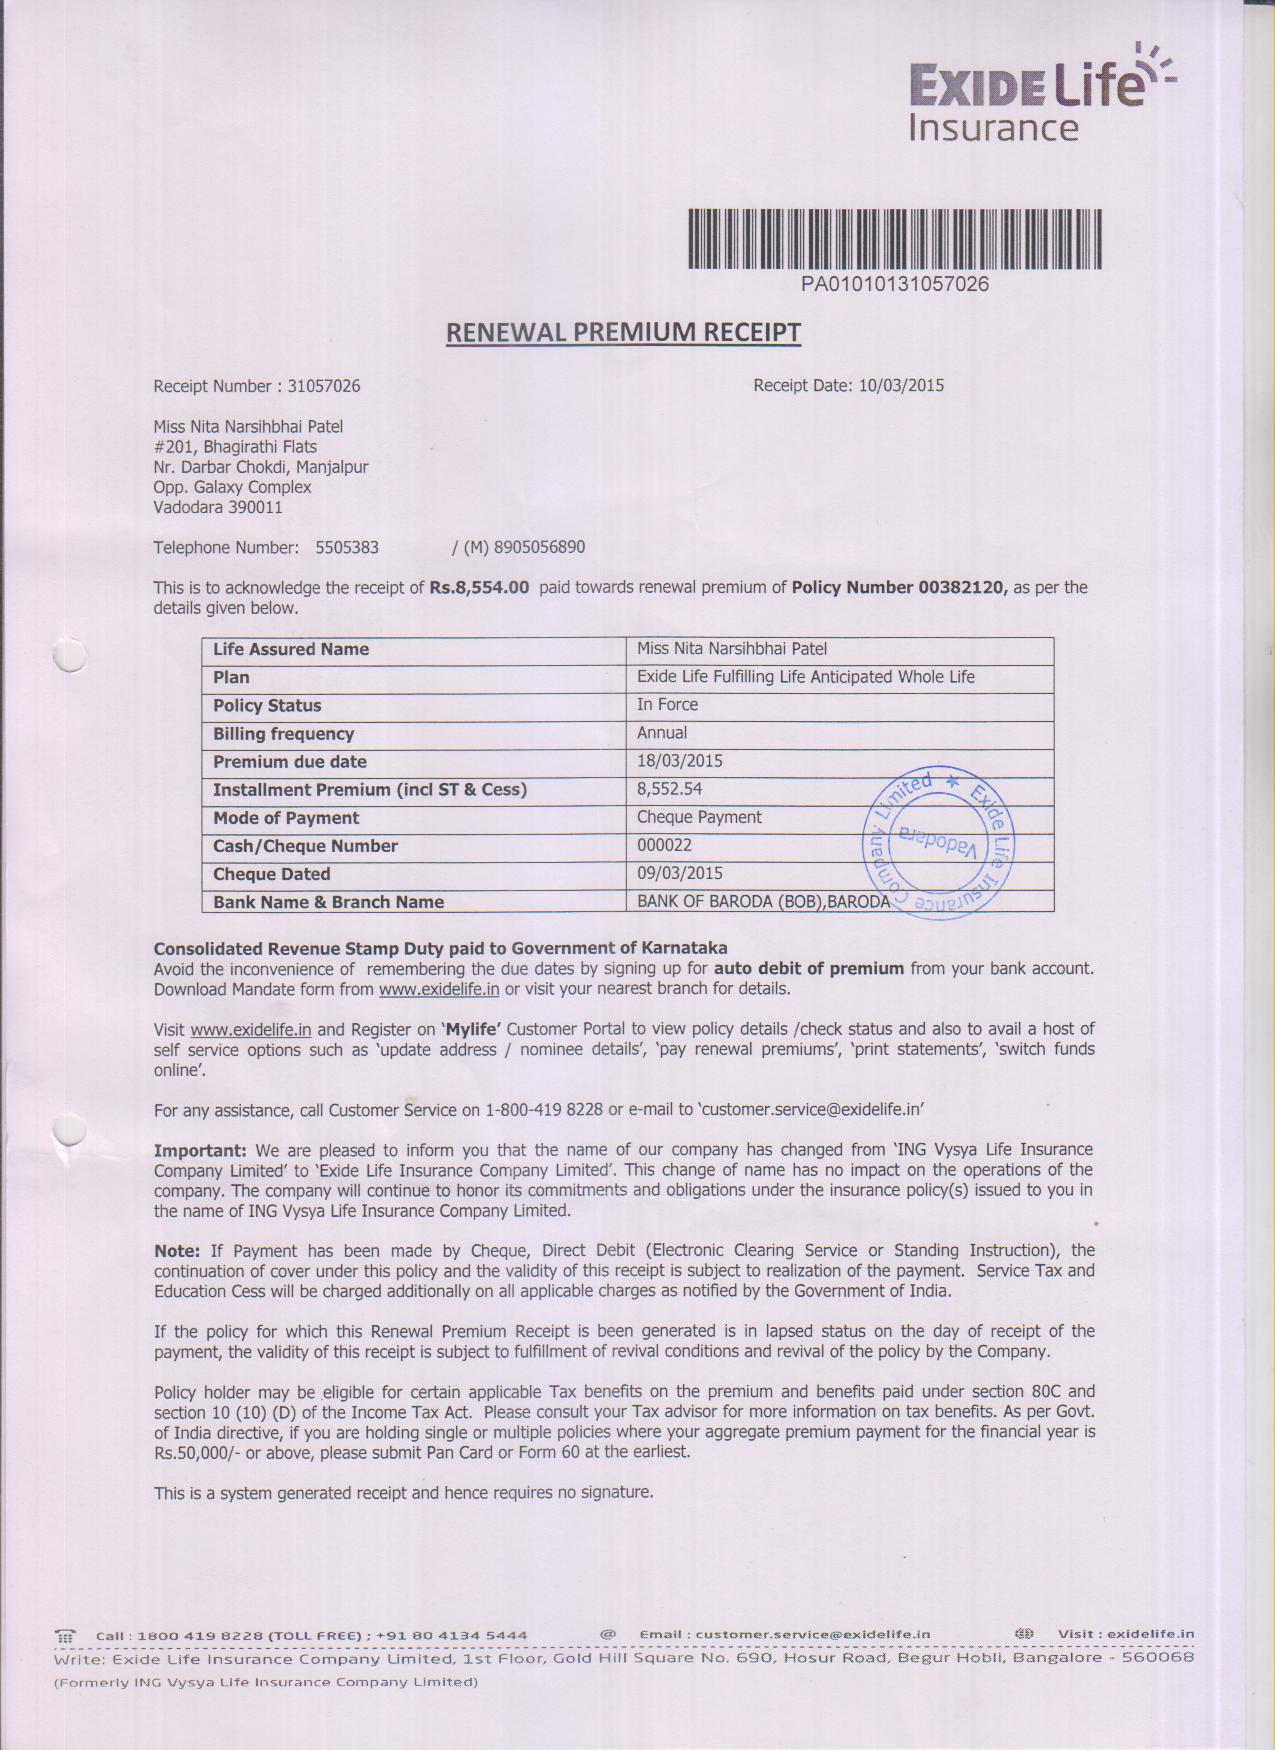 EXIDE Life
Insurance
PA01010131057026
RENEWAL PREMIUM RECEIPT
Receipt Number : 31057026 Receipt Date: 10/03/2015
Miss Nita Narsihbhai Patel
#201, Bhagirathi Flats
Nr. Darbar Chokdi, Manjalpur
Opp. Galaxy Complex
Vadodara 390011
Telephone Number: 5505383 / (M) 8905056890
This is to acknowledge the receipt of Rs.8,554.00 paid towards renewal premium of Policy Number 00382120, as per the
details given below.
Life Assured Name Miss Nita Narsihbhai Patel
Plan Exide Life Fulfilling Life Anticipated Whole Life
Policy Status In Force
Billing frequency Annual
Premium due date 18/03/2015
Installment Premium (incl ST & Cess) 8,552.54
Mode of Payment Cheque Payment
Cash/Cheque Number 000022
Cheque Dated 09/03/2015
Bank Name & Branch Name BANK OF BARODA (BOB),BARODA
Exide Life Insurance Company Limited
Vadodara
Consolidated Revenue Stamp Duty paid to Government of Karnataka
Avoid the inconvenience of remembering the due dates by signing up for auto debit of premium from your bank account.
Download Mandate form from www.exidelife.in or visit your nearest branch for details.
Visit www.exidelife.in and Register on ‘Mylife’ Customer Portal to view policy details /check status and also to avail a host of
self service options such as ‘update address / nominee details’, ‘pay renewal premiums’, ‘print statements’, ‘switch funds
online’.
For any assistance, call Customer Service on 1-800-419 8228 or e-mail to ‘customer.service@exidelife.in’
Important: We are pleased to inform you that the name of our company has changed from ‘ING Vysya Life Insurance
Company Limited’ to ‘Exide Life Insurance Company Limited’. This change of name has no impact on the operations of the
company. The company will continue to honor its commitments and obligations under the insurance policy(s) issued to you in
the name of ING Vysya Life Insurance Company Limited.
Note: If Payment has been made by Cheque, Direct Debit (Electronic Clearing Service or Standing Instruction), the
continuation of cover under this policy and the validity of this receipt is subject to realization of the payment. Service Tax and
Education Cess will be charged additionally on all applicable charges as notified by the Government of India.
If the policy for which this Renewal Premium Receipt is been generated is in lapsed status on the day of receipt of the
payment, the validity of this receipt is subject to fulfillment of revival conditions and revival of the policy by the Company.
Policy holder may be eligible for certain applicable Tax benefits on the premium and benefits paid under section 80C and
section 10 (10) (D) of the Income Tax Act. Please consult your Tax advisor for more information on tax benefits. As per Govt.
of India directive, if you are holding single or multiple policies where your aggregate premium payment for the financial year is
Rs.50,000/- or above, please submit Pan Card or Form 60 at the earliest.
This is a system generated receipt and hence requires no signature.
Call : 1800 419 8228 (TOLL FREE) ; +91 80 4134 5444 @ Email : customer.service@exidelife.in Visit : exidelife.in
Write: Exide Life Insurance Company Limited, 1st Floor, Gold Hill Square No. 690, Hosur Road, Begur Hobli, Bangalore - 560068
(Formerly ING Vysya Life Insurance Company Limited)